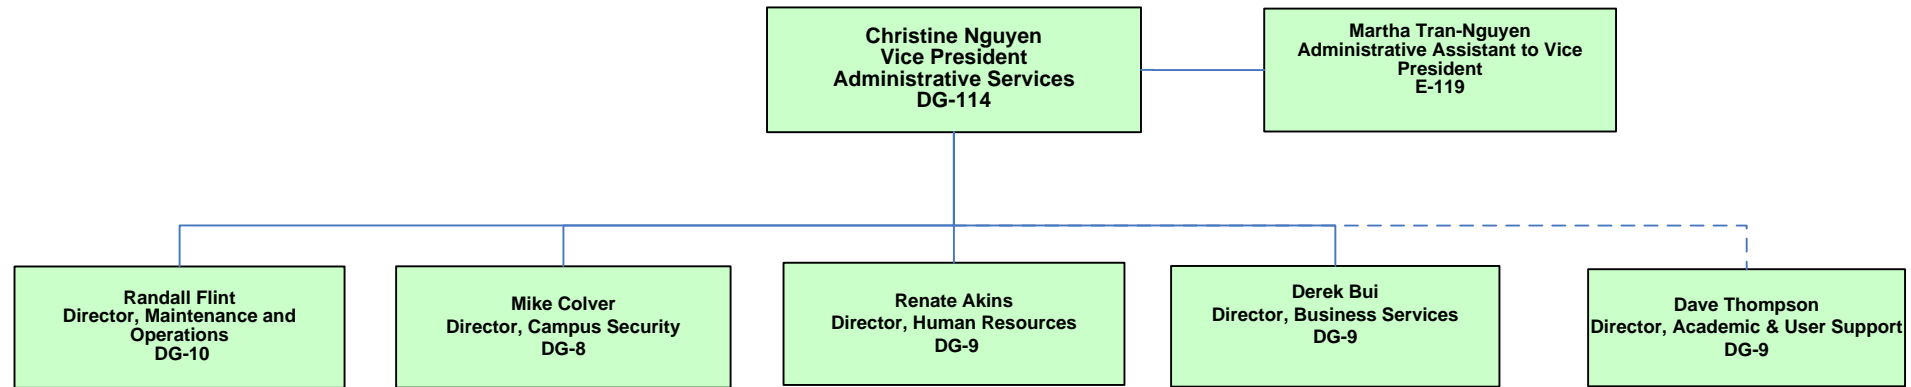 Christine Nguyen
Vice President
Administrative Services
DG-114
Martha Tran-Nguyen
Administrative Assistant to Vice
President
E-119
Randall Flint
Director, Maintenance and
Operations
DG-10
Mike Colver
Director, Campus Security
DG-8
Renate Akins
Director, Human Resources
DG-9
Derek Bui
Director, Business Services
DG-9
Dave Thompson
Director, Academic & User Support
DG-9